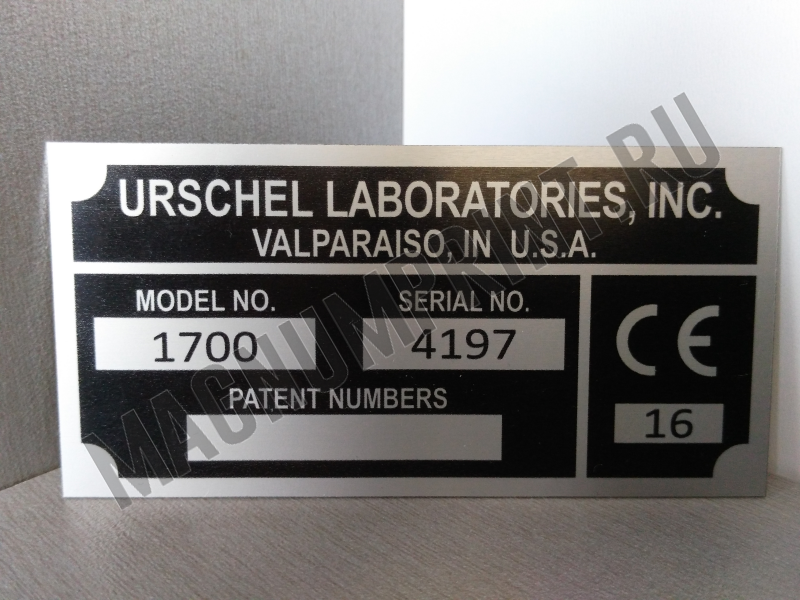 URSCHEL LABORATORIES, INC.
VALPARAISO, IN U.S.A.
MODEL NO. SERIAL NO.
1700 4197
PATENT NUMBERS
CE
16
MAGNUMPRINT.RU